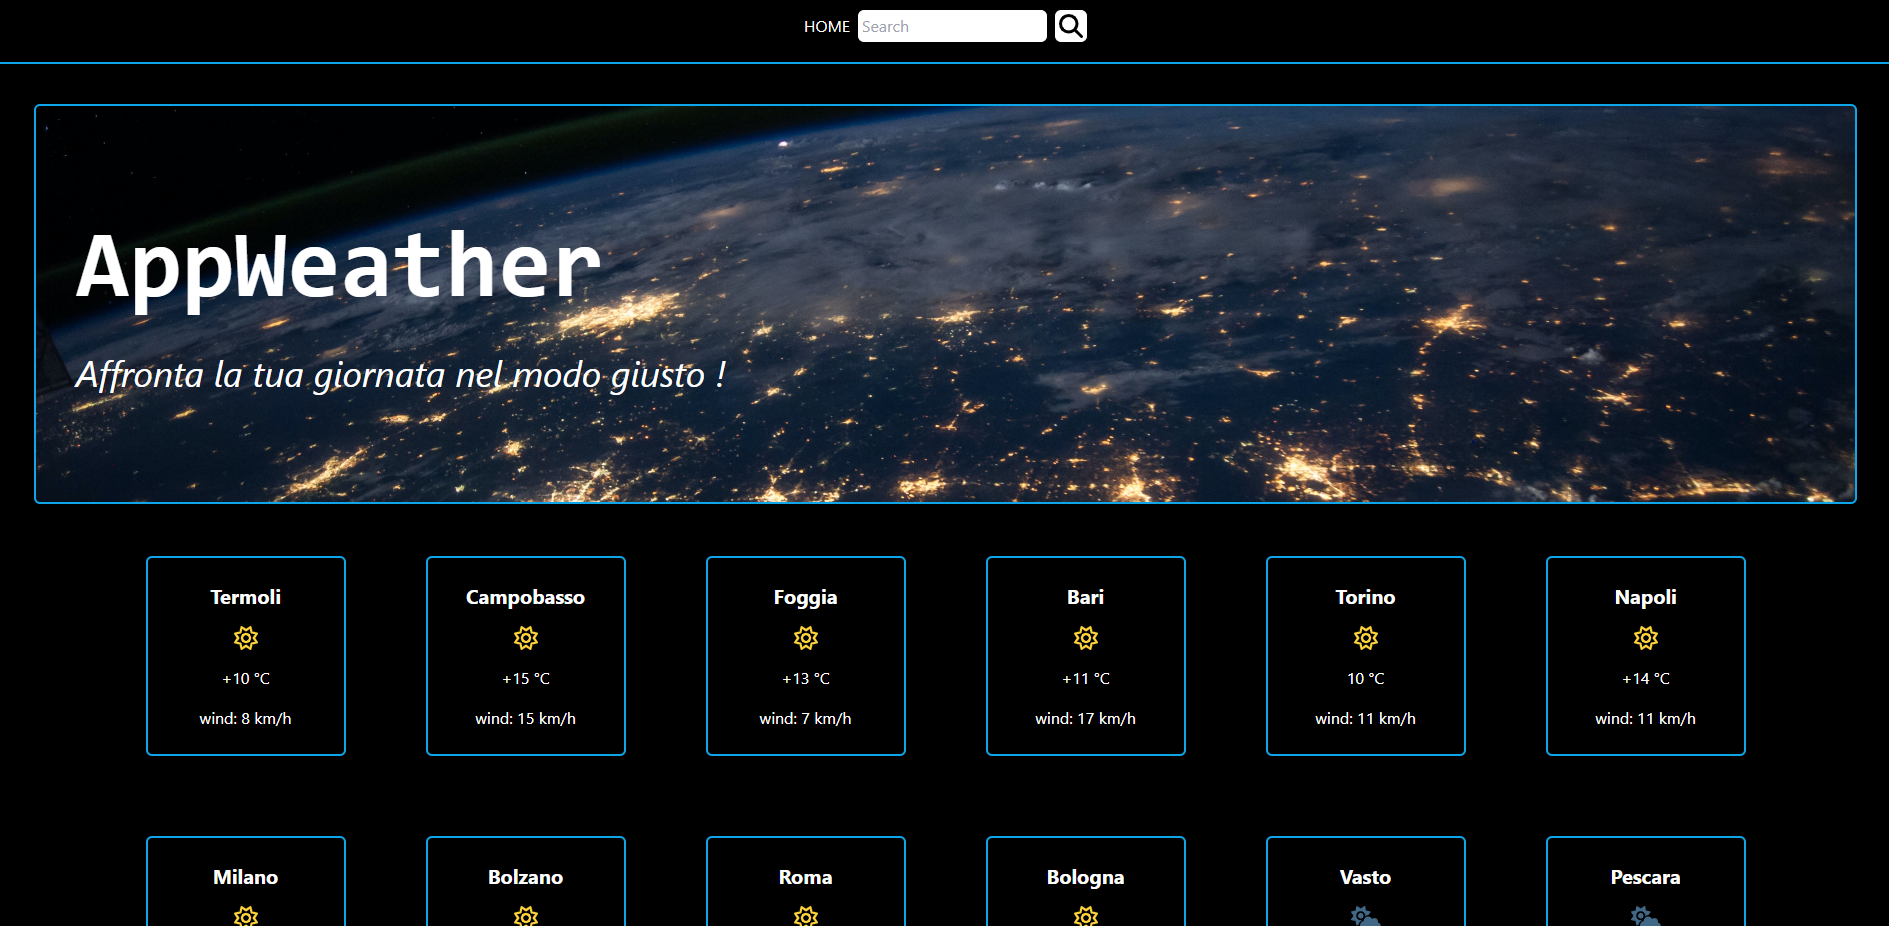 HOME Search
AppWeather
Affronta la tua giornata nel modo giusto !
Termoli Campobasso Foggia Bari Torino Napoli
+10 °C +15 °C +13 °C +11 °C 10 °C +14 °C
wind: 8 km/h wind: 15 km/h wind: 7 km/h wind: 17 km/h wind: 11 km/h wind: 11 km/h
Milano Bolzano Roma Bologna Vasto Pescara